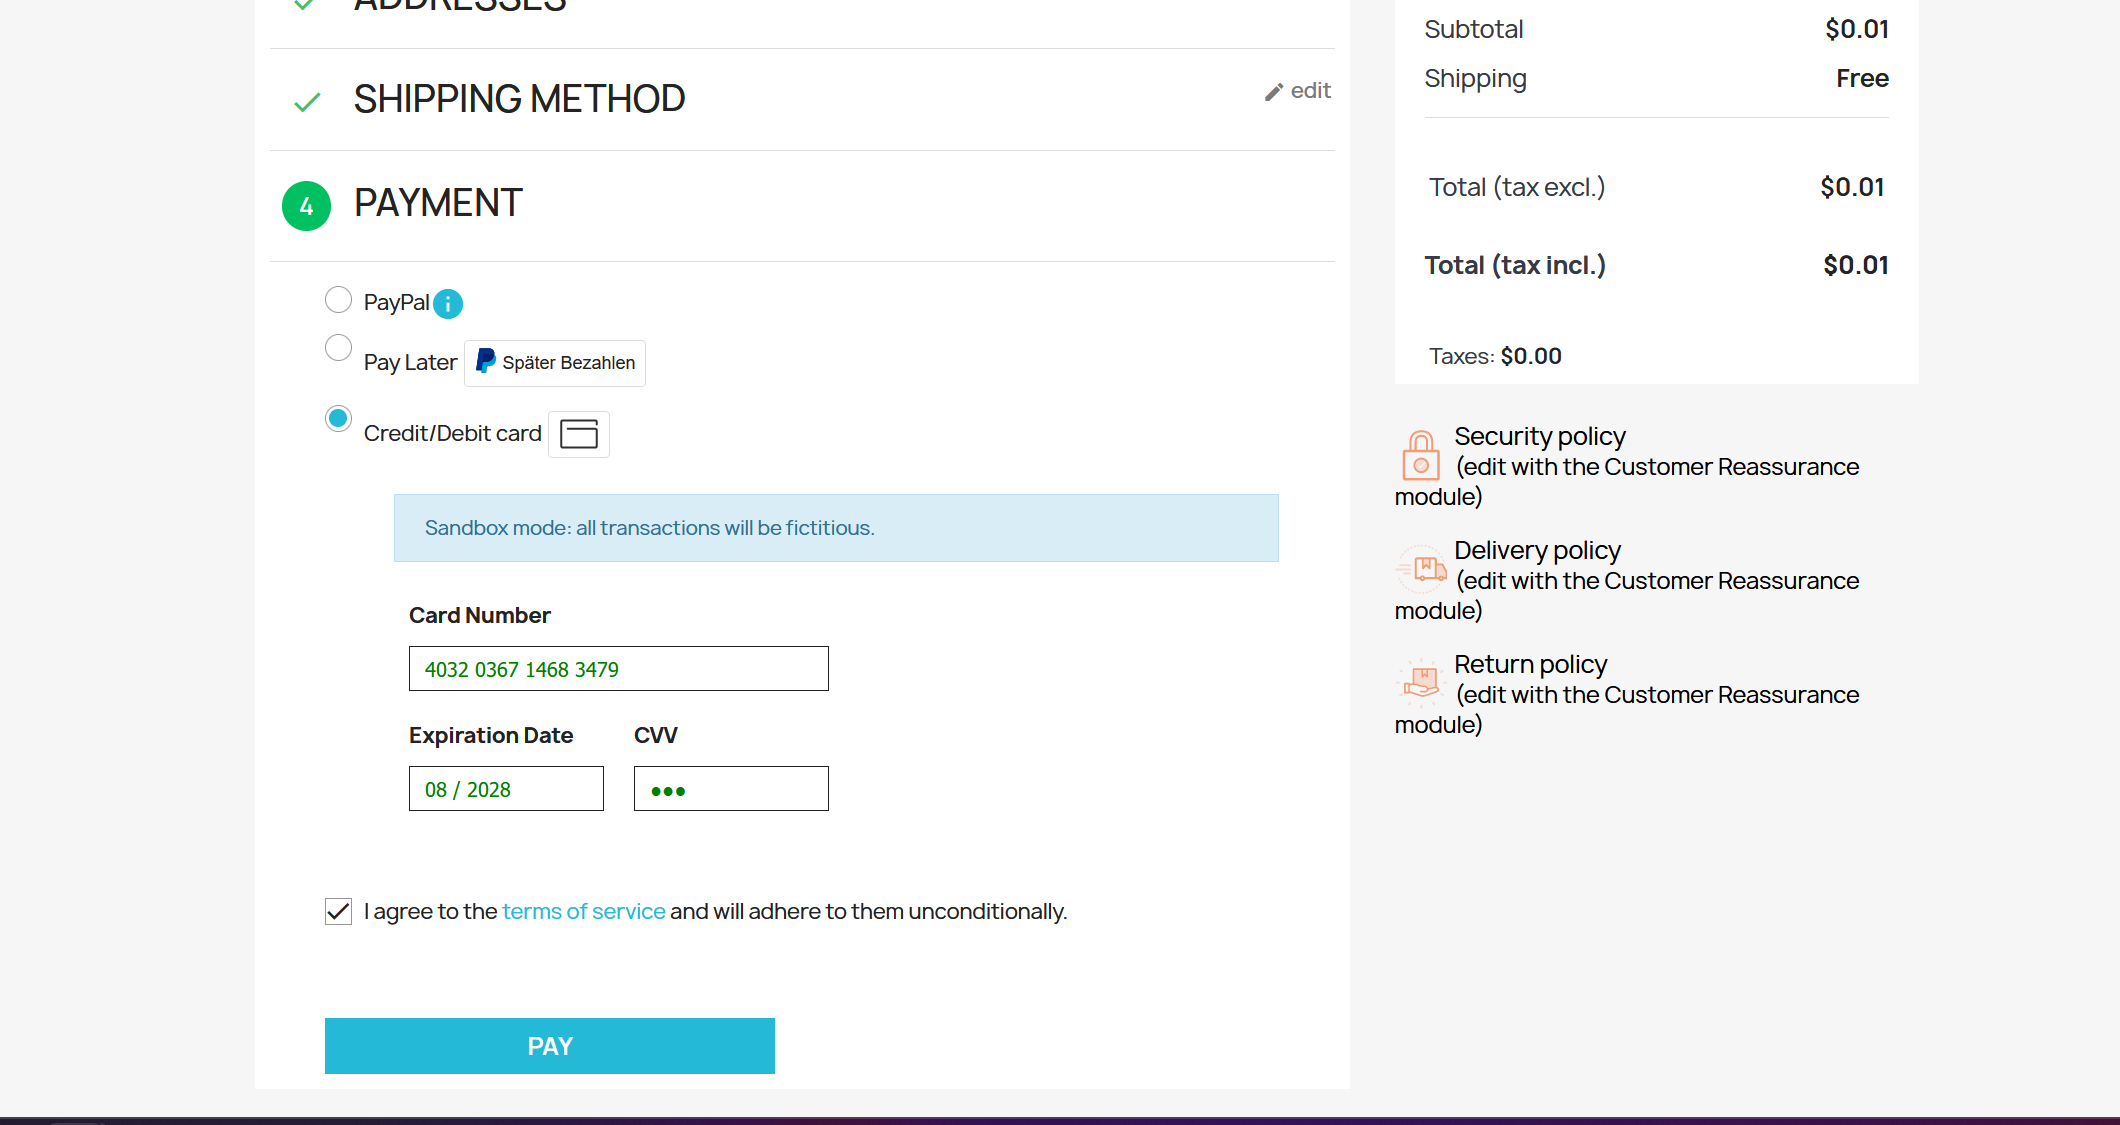 ADDRESSES
SHIPPING METHOD
edit
4 PAYMENT
PayPal
Pay Later Später Bezahlen
Credit/Debit card
Sandbox mode: all transactions will be fictitious.
Card Number
4032 0367 1468 3479
Expiration Date CVV
08 / 2028 •••
I agree to the terms of service and will adhere to them unconditionally.
PAY
Subtotal $0.01
Shipping Free
Total (tax excl.) $0.01
Total (tax incl.) $0.01
Taxes: $0.00
Security policy
(edit with the Customer Reassurance
module)
Delivery policy
(edit with the Customer Reassurance
module)
Return policy
(edit with the Customer Reassurance
module)